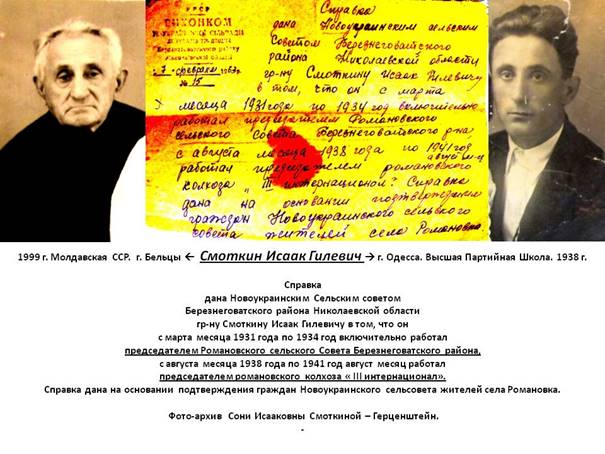 УРСР
ВИКОНКОМ
7 февраля 1967
№ 15
Справка
дана Новоукраинским сельским
Советом Березнеговатского
района Николаевской области
гр-ну Смоткину Исаак Гилевичу
в том, что он с марта
месяца 1931 года по 1934 год включительно
работал председателем Романовского
сельского Совета Березнеговатского р-на
с августа месяца 1938 года по 1941 год
август м-ц
работал председателем романовского
колхоза „III интернационал". Справка
дана на основании подтверждения
граждан Новоукраинского сельского
совета жителей села Романовка.
1999 г. Молдавская ССР. г. Бельцы ← Смоткин Исаак Гилевич → г. Одесса. Высшая Партийная Школа. 1938 г.
Справка
дана Новоукраинским Сельским советом
Березнеговатского района Николаевской области
гр-ну Смоткину Исаак Гилевичу в том, что он
с марта месяца 1931 года по 1934 год включительно работал
председателем Романовского сельского Совета Березнеговатского района,
с августа месяца 1938 года по 1941 год август месяц работал
председателем романовского колхоза « III интернационал».
Справка дана на основании подтверждения граждан Новоукраинского сельсовета жителей села Романовка.
Фото-архив Сони Исааковны Смоткиной – Герценштейн.
-